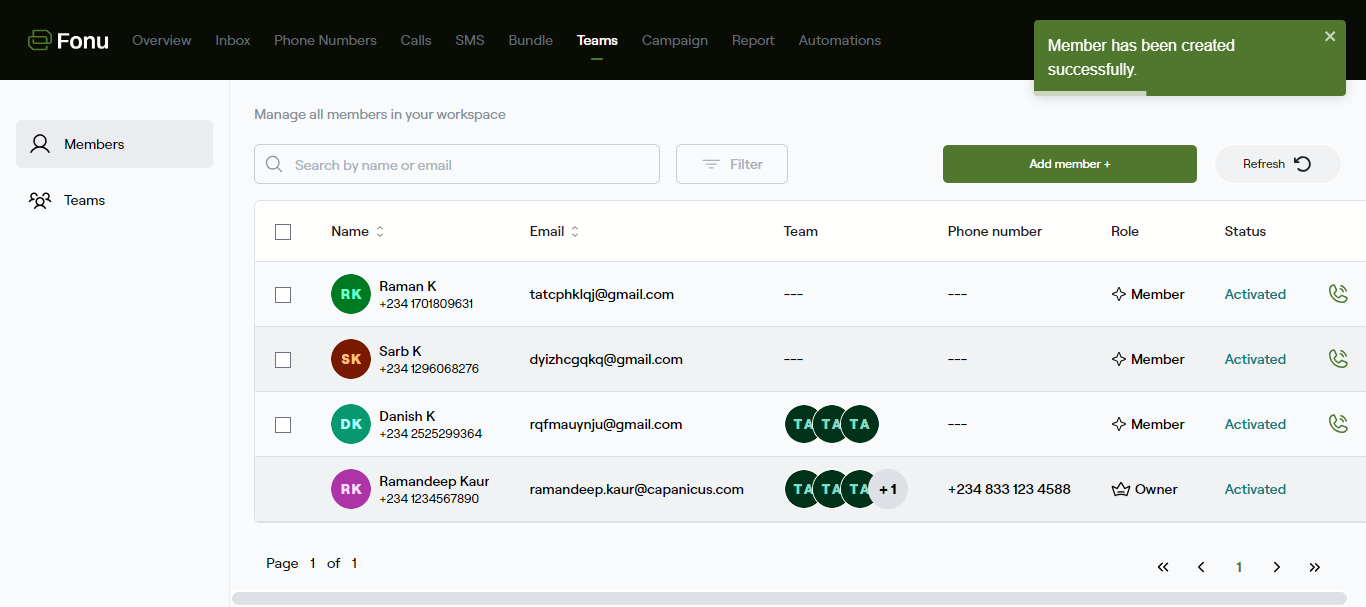 Fonu Overview Inbox Phone Numbers Calls SMS Bundle Teams Campaign Report Automations
Member has been created
successfully.
Members
Teams
Manage all members in your workspace
Search by name or email Filter Add member + Refresh
Name Email Team Phone number Role Status
RK Raman K
+234 1701809631
tatcphklqj@gmail.com --- --- Member Activated
SK Sarb K
+234 1296068276
dyizhcgqkq@gmail.com --- --- Member Activated
DK Danish K
+234 2525299364
rqfmauynju@gmail.com TA TA TA --- Member Activated
RK Ramandeep Kaur
+234 1234567890
ramandeep.kaur@capanicus.com TA TA TA +1 +234 833 123 4588 Owner Activated
Page 1 of 1 « ‹ 1 › »